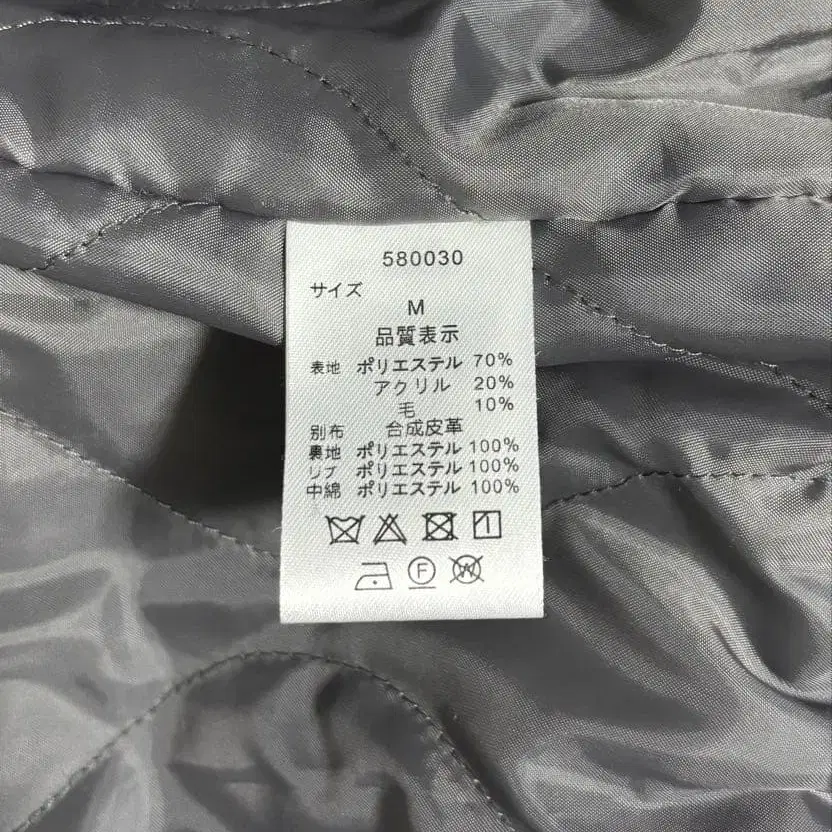 580030
サイズ
M
品質表示
表地 ポリエステル 70%
アクリル 20%
毛 10%
別布 合成皮革
裏地 ポリエステル 100%
リブ ポリエステル 100%
中綿 ポリエステル 100%
F W